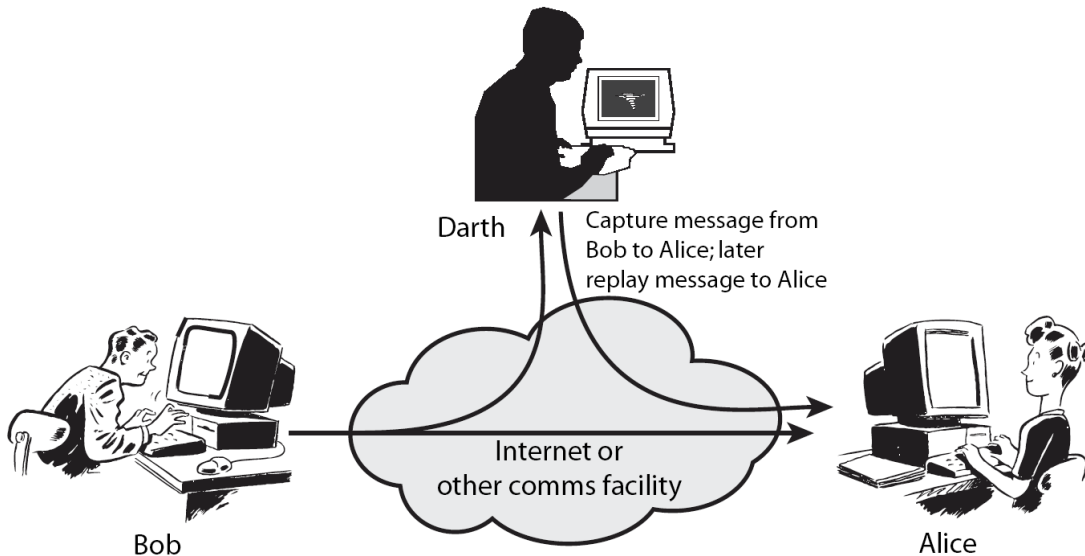 Darth
Capture message from
Bob to Alice; later
replay message to Alice
Internet or
other comms facility
Bob
Alice